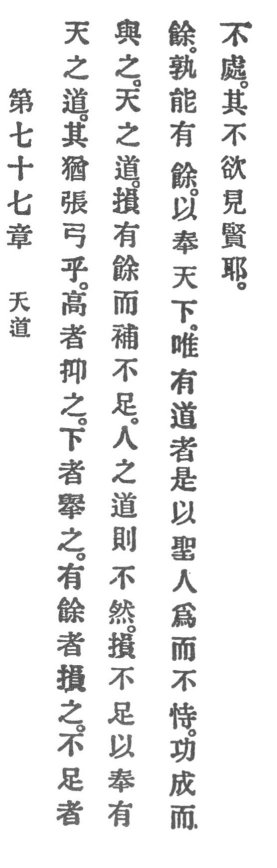 第七十七章 天道
天之道。其猶張弓乎。高者抑之。下者擧之。有餘者損之。不足者
與之。天之道。損有餘而補不足。人之道則不然。損不足以奉有
餘。孰能有餘。以奉天下。唯有道者是以聖人爲而不恃。功成而
不處。其不欲見賢耶。